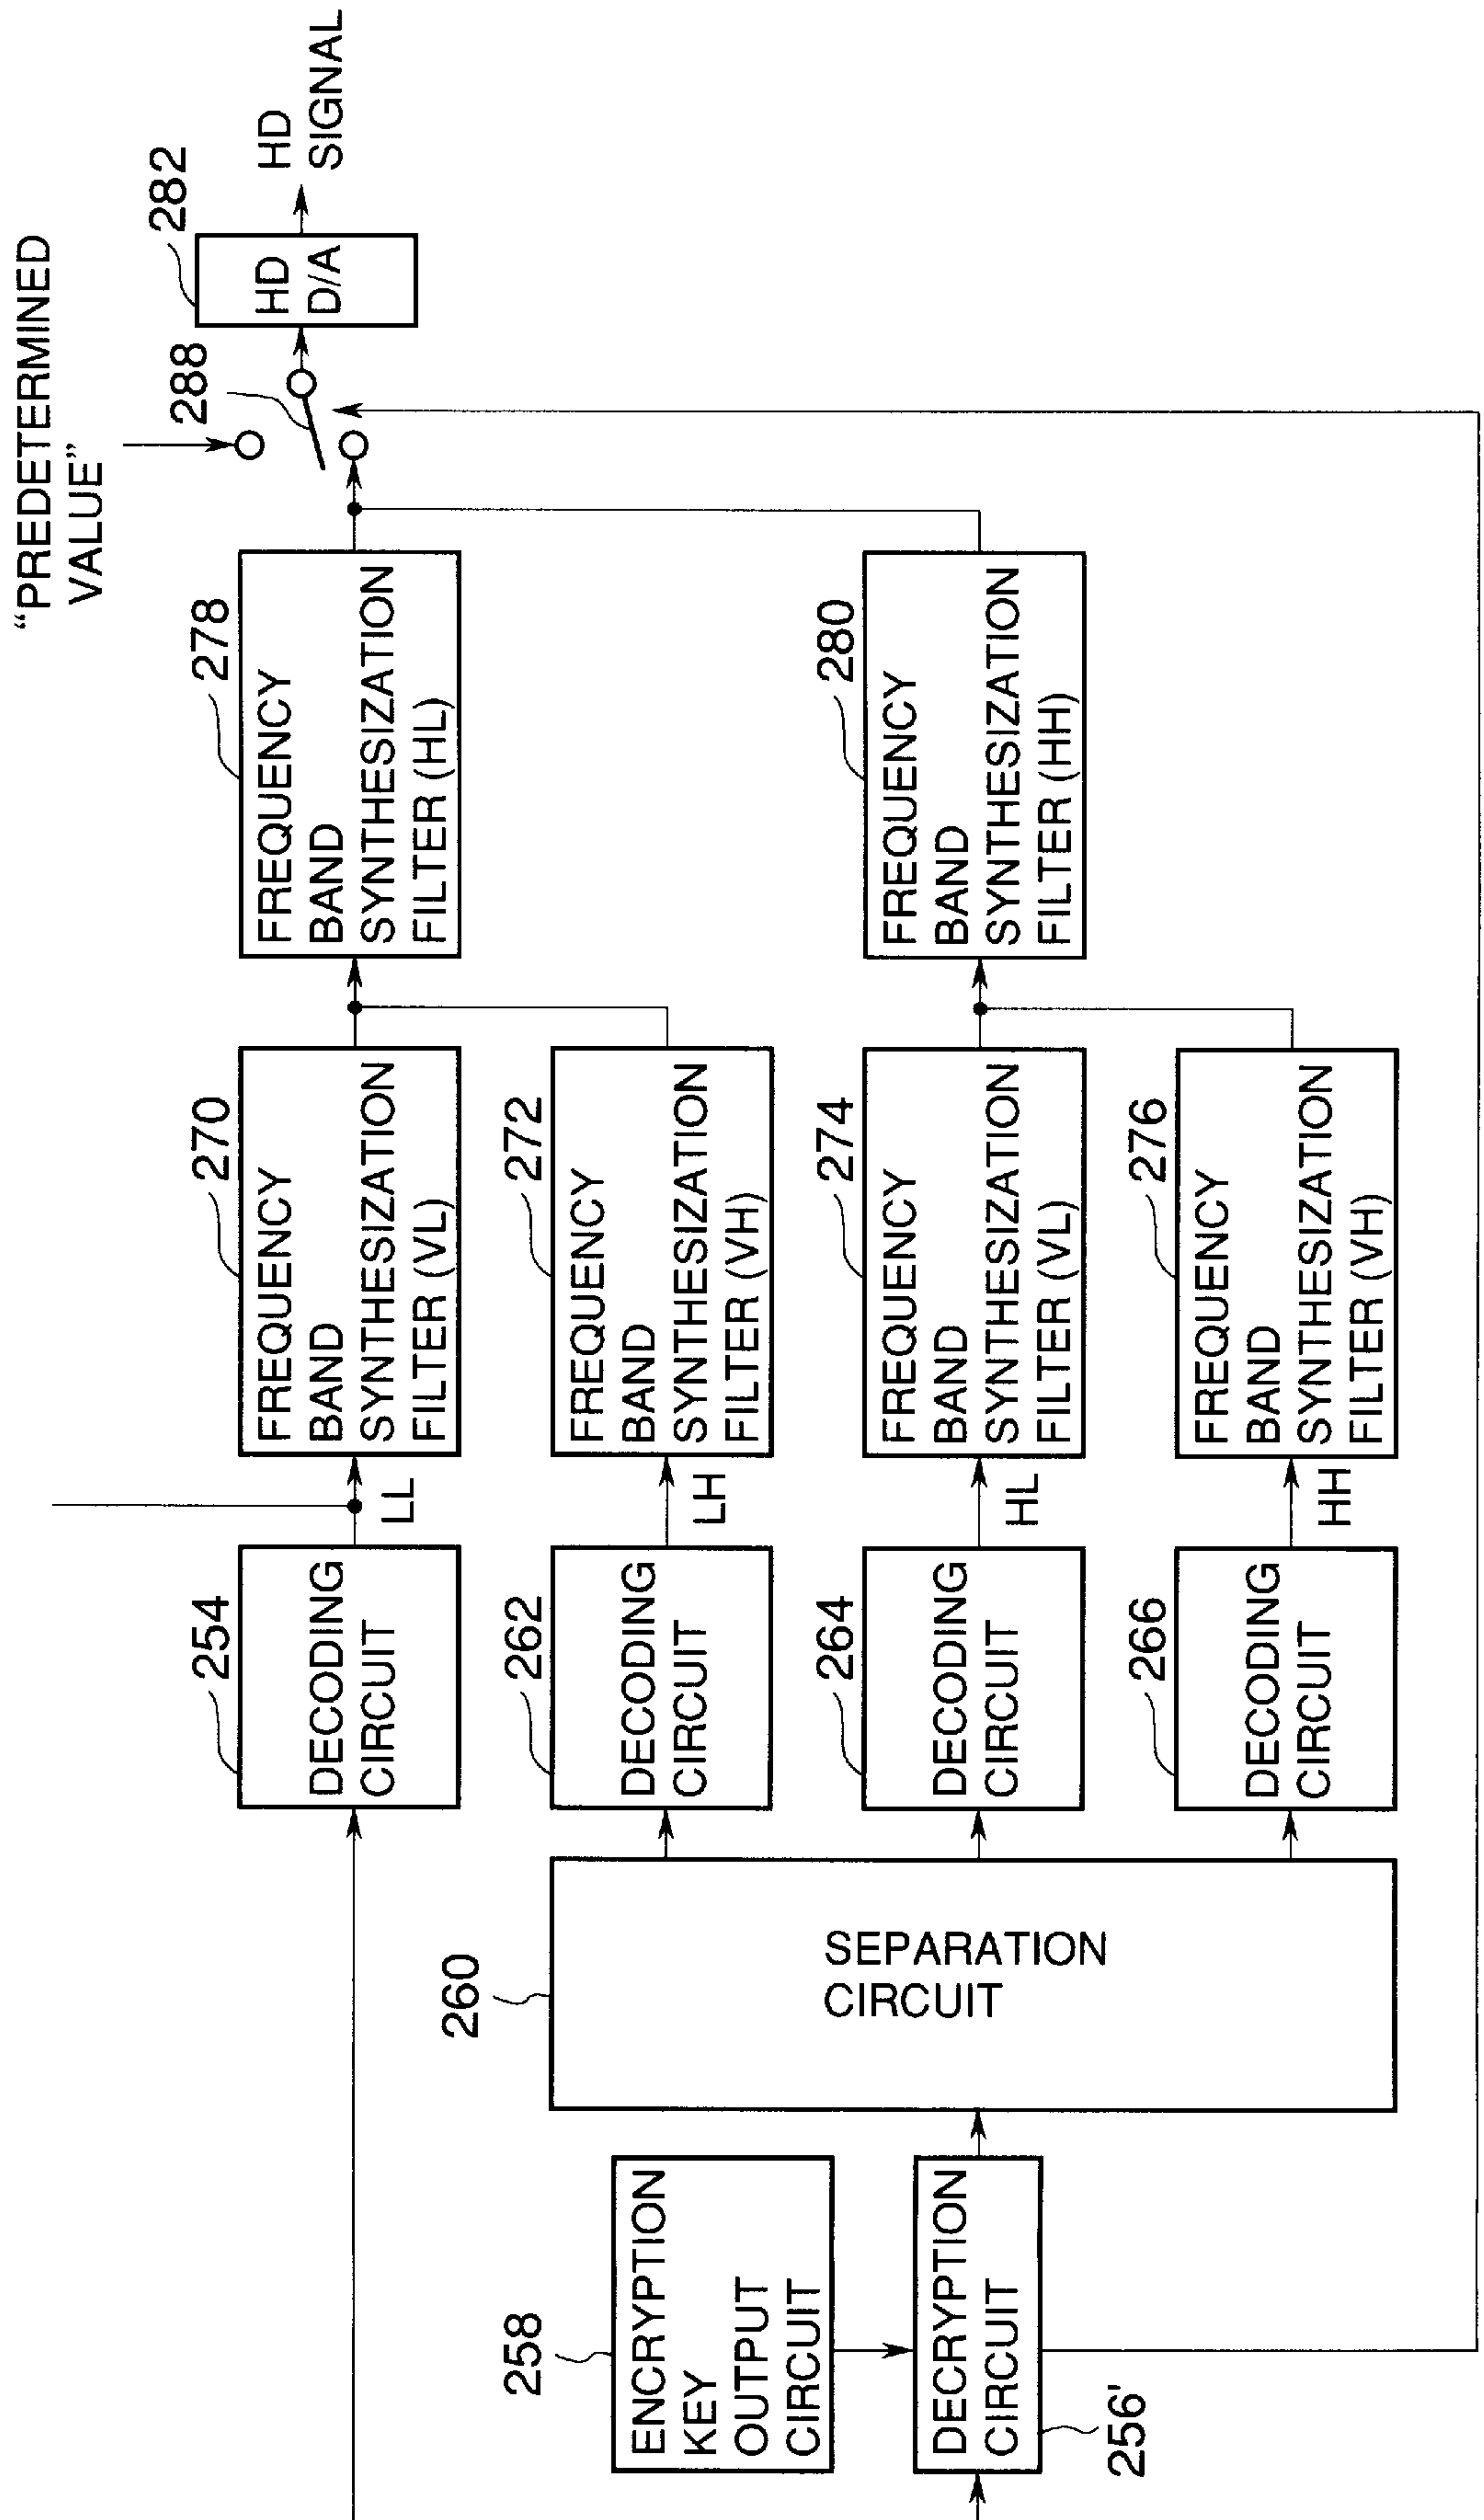 "PREDETERMINED
VALUE"
288
282
HD
D/A
HD
SIGNAL
254
DECODING
CIRCUIT
LL
270
FREQUENCY
BAND
SYNTHESIZATION
FILTER (VL)
278
FREQUENCY
BAND
SYNTHESIZATION
FILTER (HL)
258
ENCRYPTION
KEY
OUTPUT
CIRCUIT
260
SEPARATION
CIRCUIT
262
DECODING
CIRCUIT
LH
272
FREQUENCY
BAND
SYNTHESIZATION
FILTER (VH)
DECRYPTION
CIRCUIT
256'
264
DECODING
CIRCUIT
HL
274
FREQUENCY
BAND
SYNTHESIZATION
FILTER (VL)
280
FREQUENCY
BAND
SYNTHESIZATION
FILTER (HH)
266
DECODING
CIRCUIT
HH
276
FREQUENCY
BAND
SYNTHESIZATION
FILTER (VH)